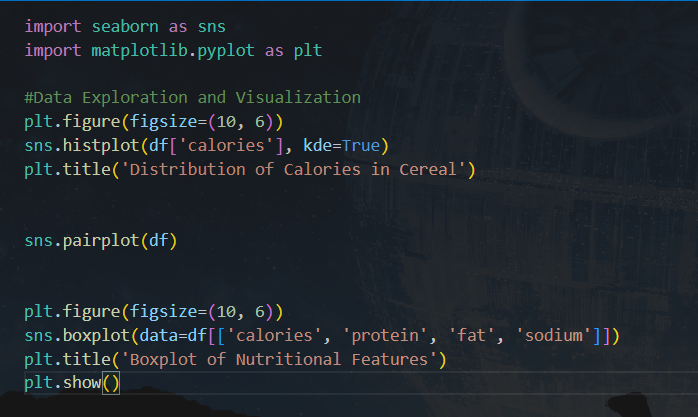 import seaborn as sns
import matplotlib.pyplot as plt
#Data Exploration and Visualization
plt.figure(figsize=(10, 6))
sns.histplot(df['calories'], kde=True)
plt.title('Distribution of Calories in Cereal')
sns.pairplot(df)
plt.figure(figsize=(10, 6))
sns.boxplot(data=df[['calories', 'protein', 'fat', 'sodium']])
plt.title('Boxplot of Nutritional Features')
plt.show()